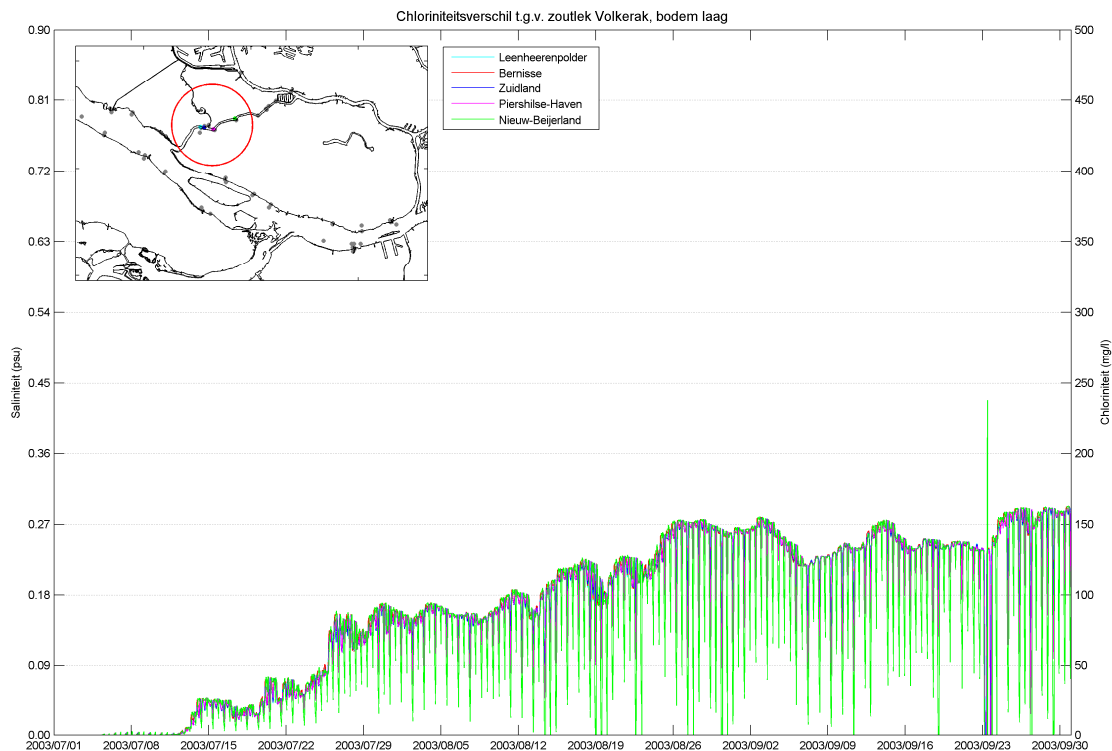 Chloriniteitsverschil t.g.v. zoutlek Volkerak, bodem laag
Leenheerenpolder
Bernisse
Zuidland
Piershilse-Haven
Nieuw-Beijerland
Saliniteit (psu)
0.90
0.81
0.72
0.63
0.54
0.45
0.36
0.27
0.18
0.09
0.00
Chloriniteit (mg/l)
500
450
400
350
300
250
200
150
100
50
0
2003/07/01 2003/07/08 2003/07/15 2003/07/22 2003/07/29 2003/08/05 2003/08/12 2003/08/19 2003/08/26 2003/09/02 2003/09/09 2003/09/16 2003/09/23 2003/09/30